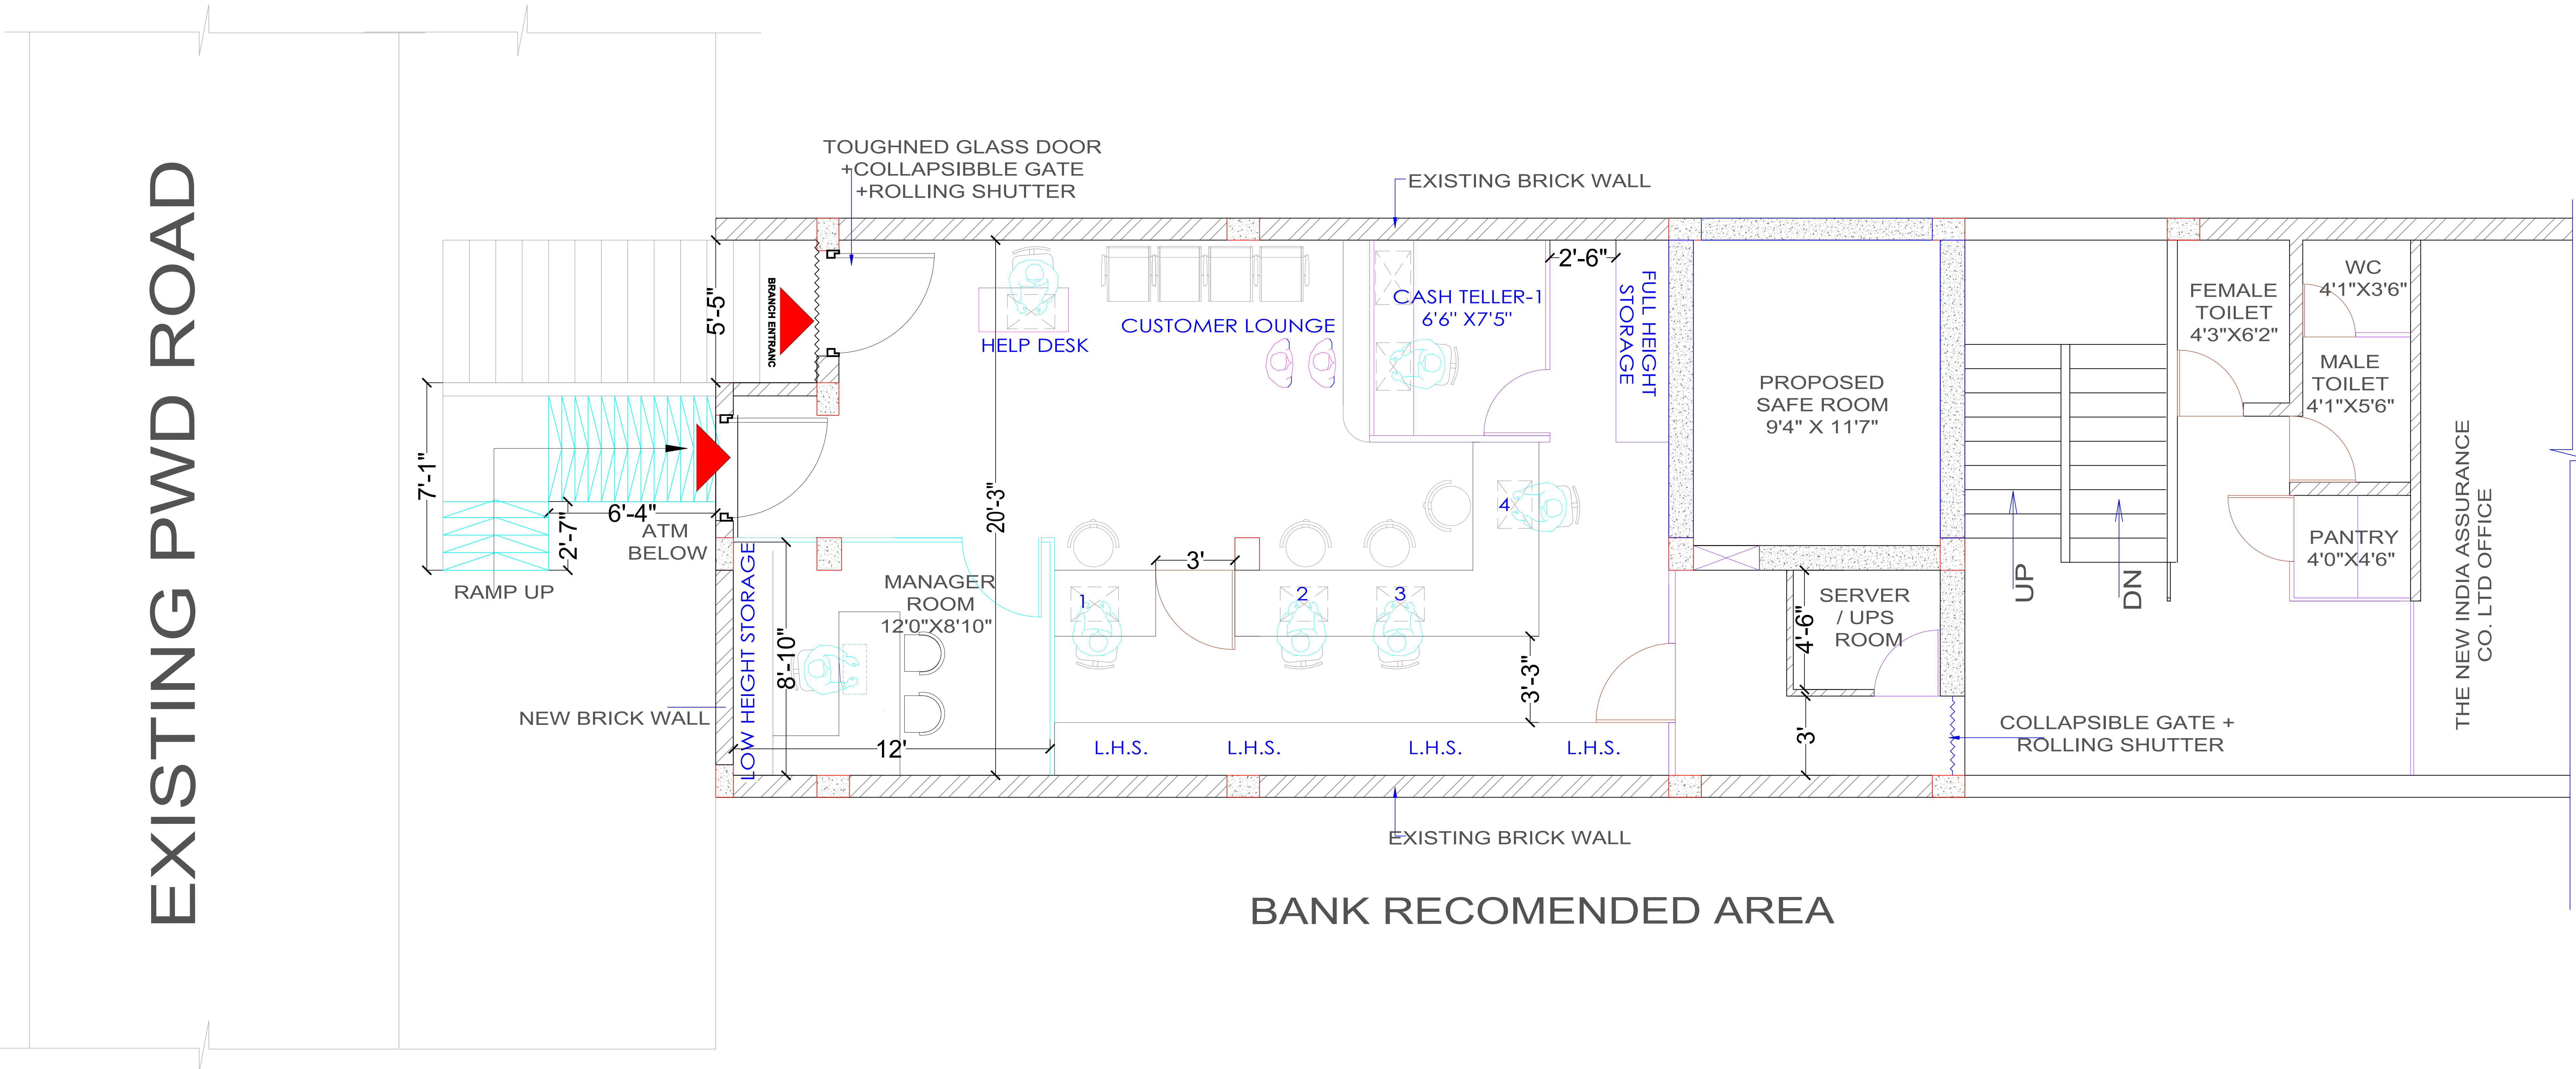 EXISTING PWD ROAD
TOUGHNED GLASS DOOR
+COLLAPSIBBLE GATE
+ROLLING SHUTTER
EXISTING BRICK WALL
5'-5"
BRANCH ENTRANC
HELP DESK
CUSTOMER LOUNGE
CASH TELLER-1
6'6" X7'5"
2'-6"
FULL HEIGHT
STORAGE
PROPOSED
SAFE ROOM
9'4" X 11'7"
FEMALE
TOILET
4'3"X6'2"
WC
4'1"X3'6"
MALE
TOILET
4'1"X5'6"
PANTRY
4'0"X4'6"
THE NEW INDIA ASSURANCE
CO. LTD OFFICE
UP
DN
7'-1"
6'-4"
2'-7"
ATM
BELOW
RAMP UP
20'-3"
LOW HEIGHT STORAGE
MANAGER
ROOM
12'0"X8'10"
8'-10"
12'
3'
1
2
3
4
3'-3"
SERVER
/ UPS
ROOM
4'-6"
3'
NEW BRICK WALL
L.H.S.
L.H.S.
L.H.S.
L.H.S.
COLLAPSIBLE GATE +
ROLLING SHUTTER
EXISTING BRICK WALL
BANK RECOMENDED AREA